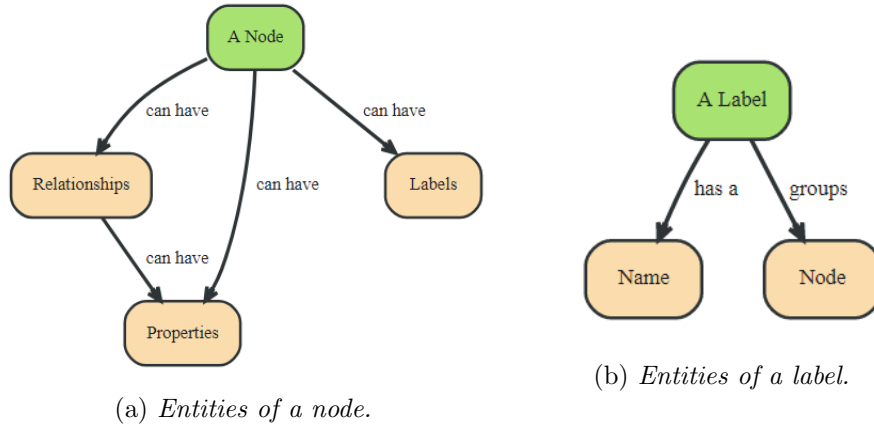 A Node
can have
can have
can have
Relationships
Labels
can have
Properties
(a) Entities of a node.
A Label
has a
groups
Name
Node
(b) Entities of a label.